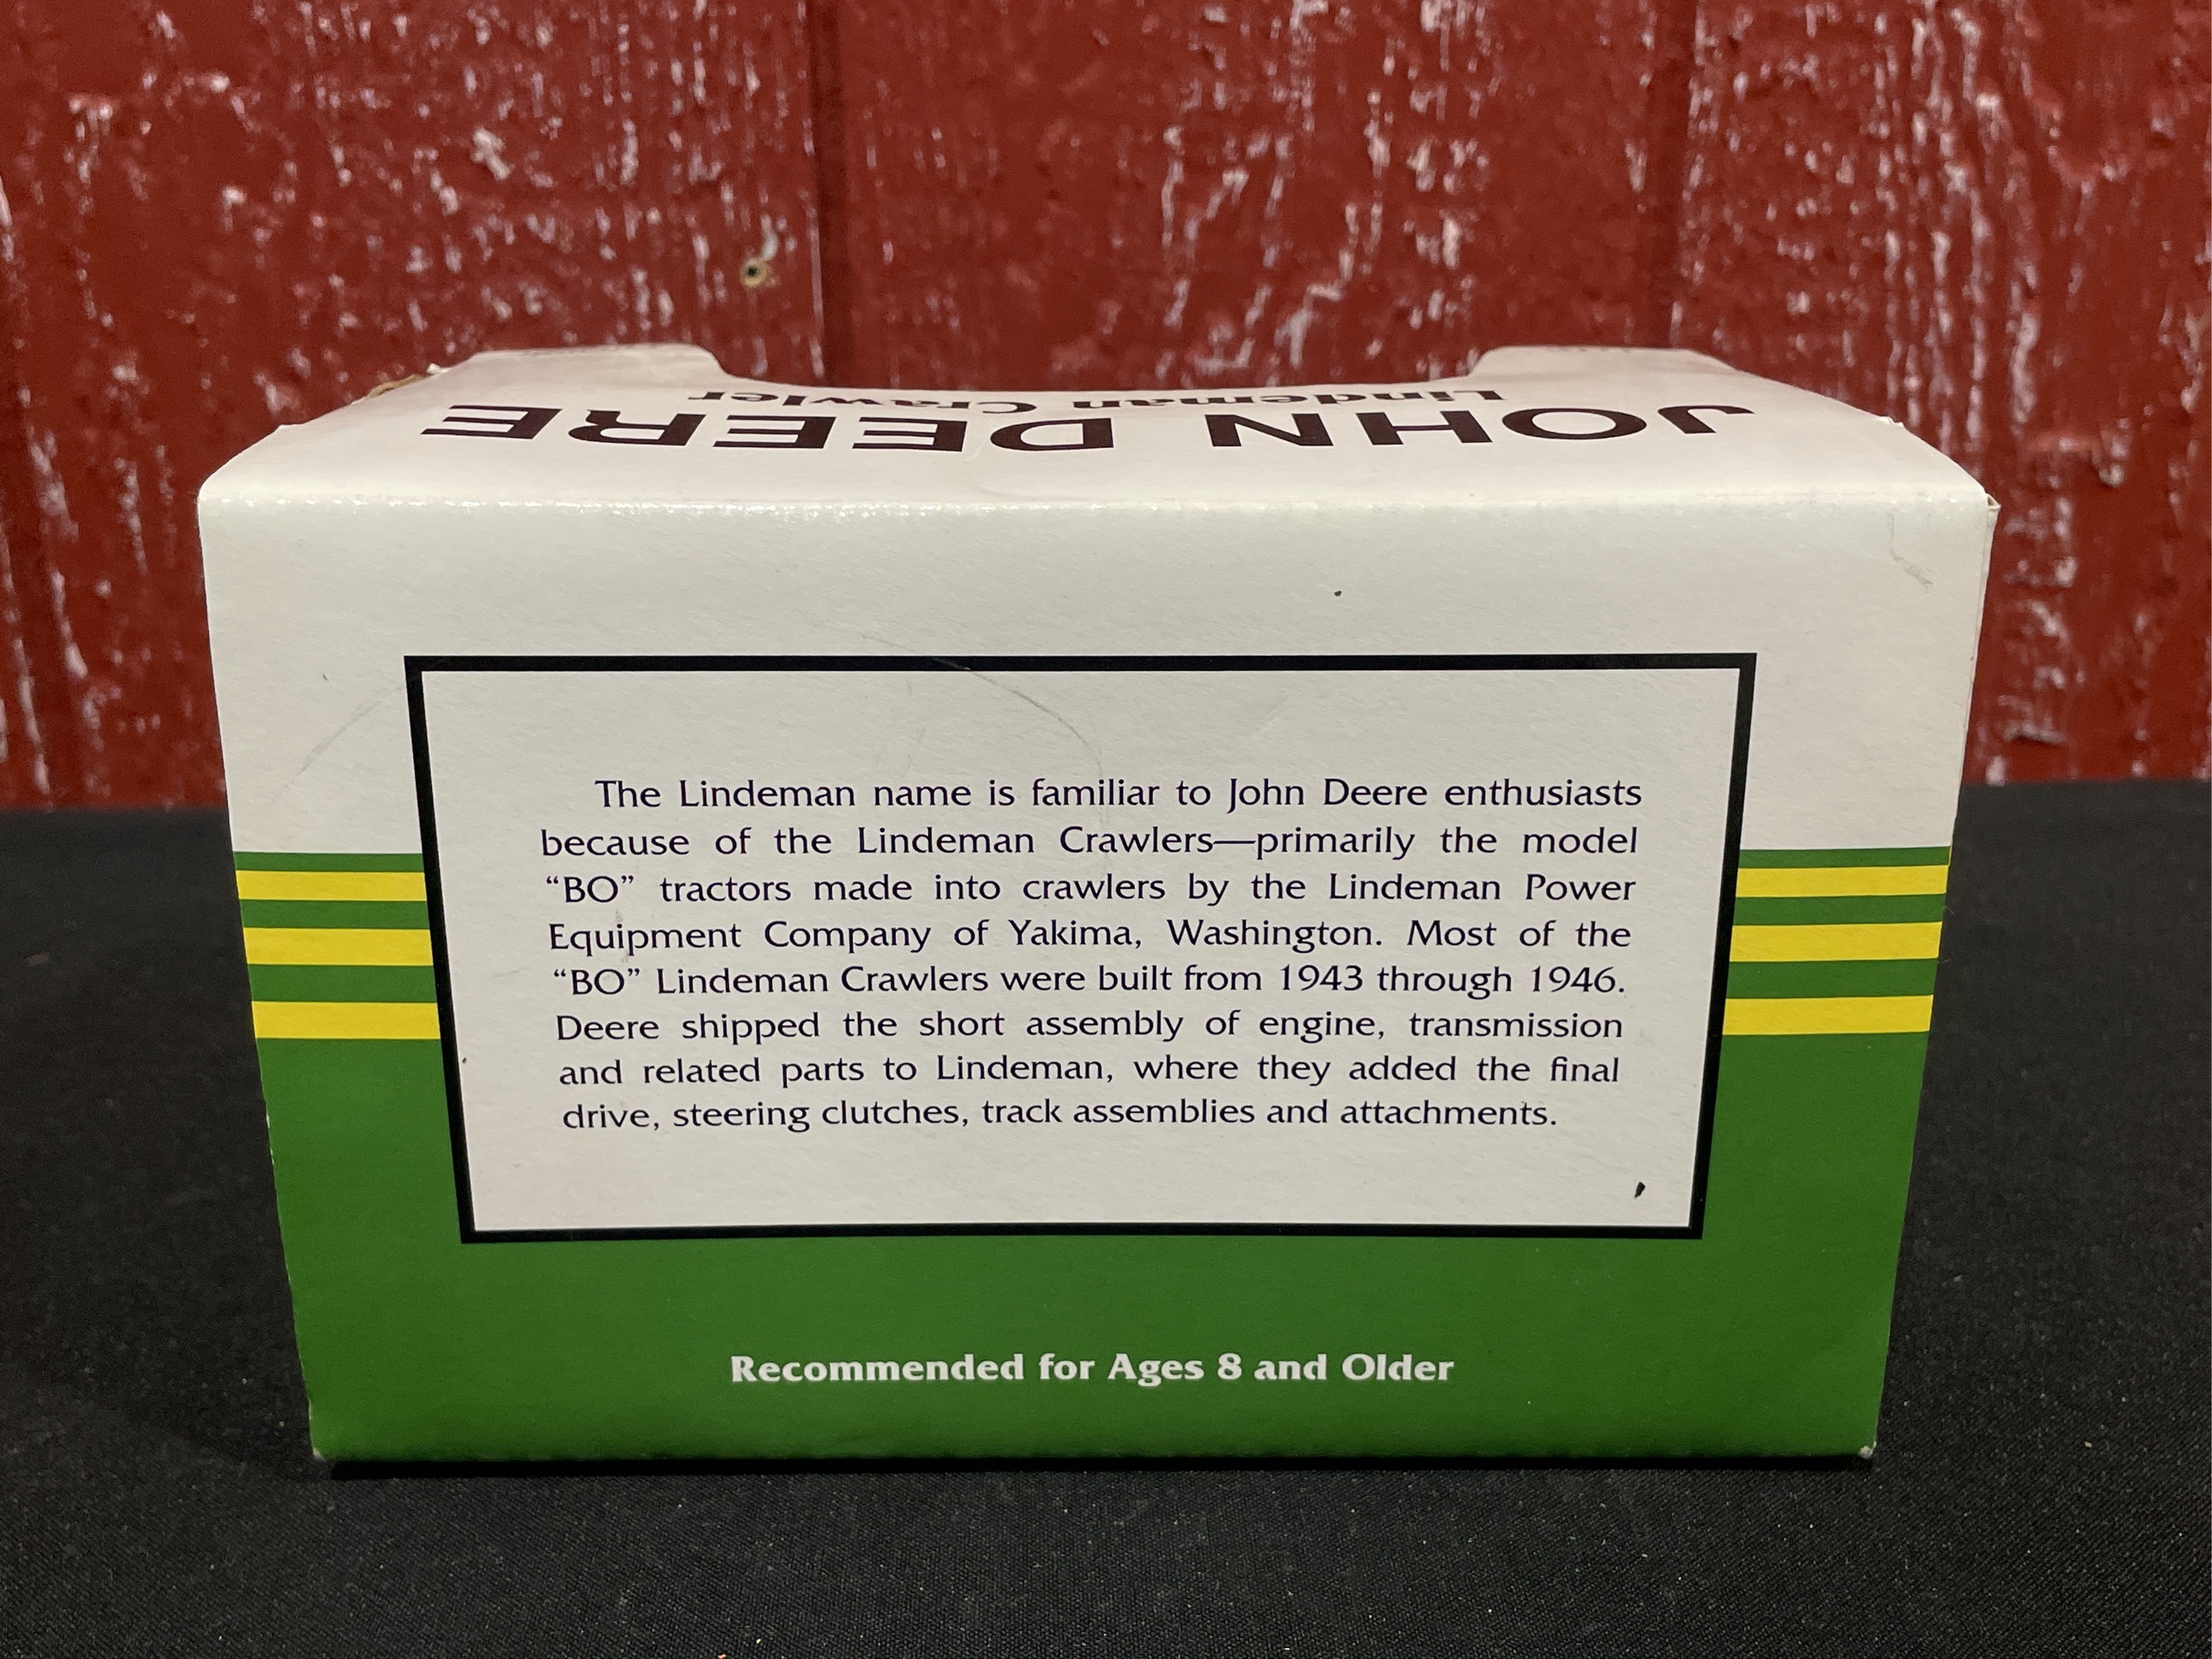 JOHN DEERE
Lindeman Crawler
The Lindeman name is familiar to John Deere enthusiasts
because of the Lindeman Crawlers—primarily the model
“BO” tractors made into crawlers by the Lindeman Power
Equipment Company of Yakima, Washington. Most of the
“BO” Lindeman Crawlers were built from 1943 through 1946.
Deere shipped the short assembly of engine, transmission
and related parts to Lindeman, where they added the final
drive, steering clutches, track assemblies and attachments.
Recommended for Ages 8 and Older